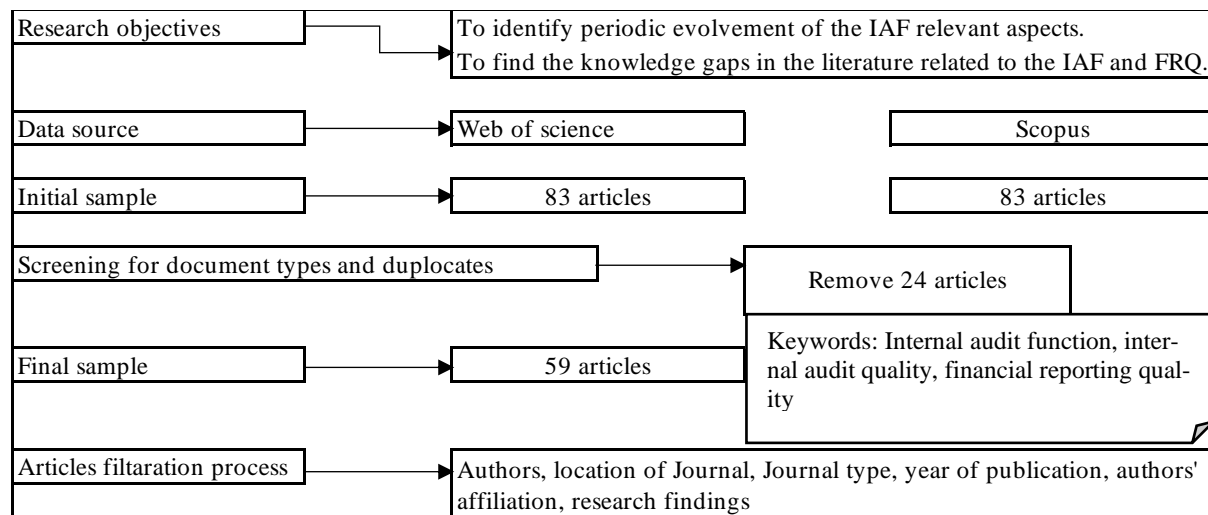 Research objectives
To identify periodic evolvement of the IAF relevant aspects.
To find the knowledge gaps in the literature related to the IAF and FRQ.
Data source
Web of science
Scopus
Initial sample
83 articles
83 articles
Screening for document types and duplocates
Remove 24 articles
Keywords: Internal audit function, inter-
nal audit quality, financial reporting qual-
ity
Final sample
59 articles
Articles filtaration process
Authors, location of Journal, Journal type, year of publication, authors'
affiliation, research findings